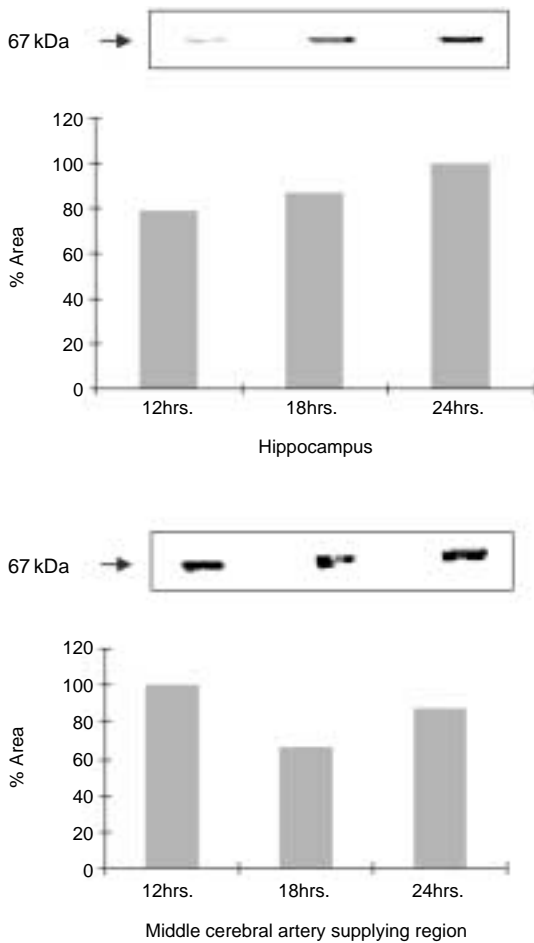 67 kDa
120
100
80
60
40
20
0
% Area
12hrs. 18hrs. 24hrs.
Hippocampus
67 kDa
120
100
80
60
40
20
0
% Area
12hrs. 18hrs. 24hrs.
Middle cerebral artery supplying region